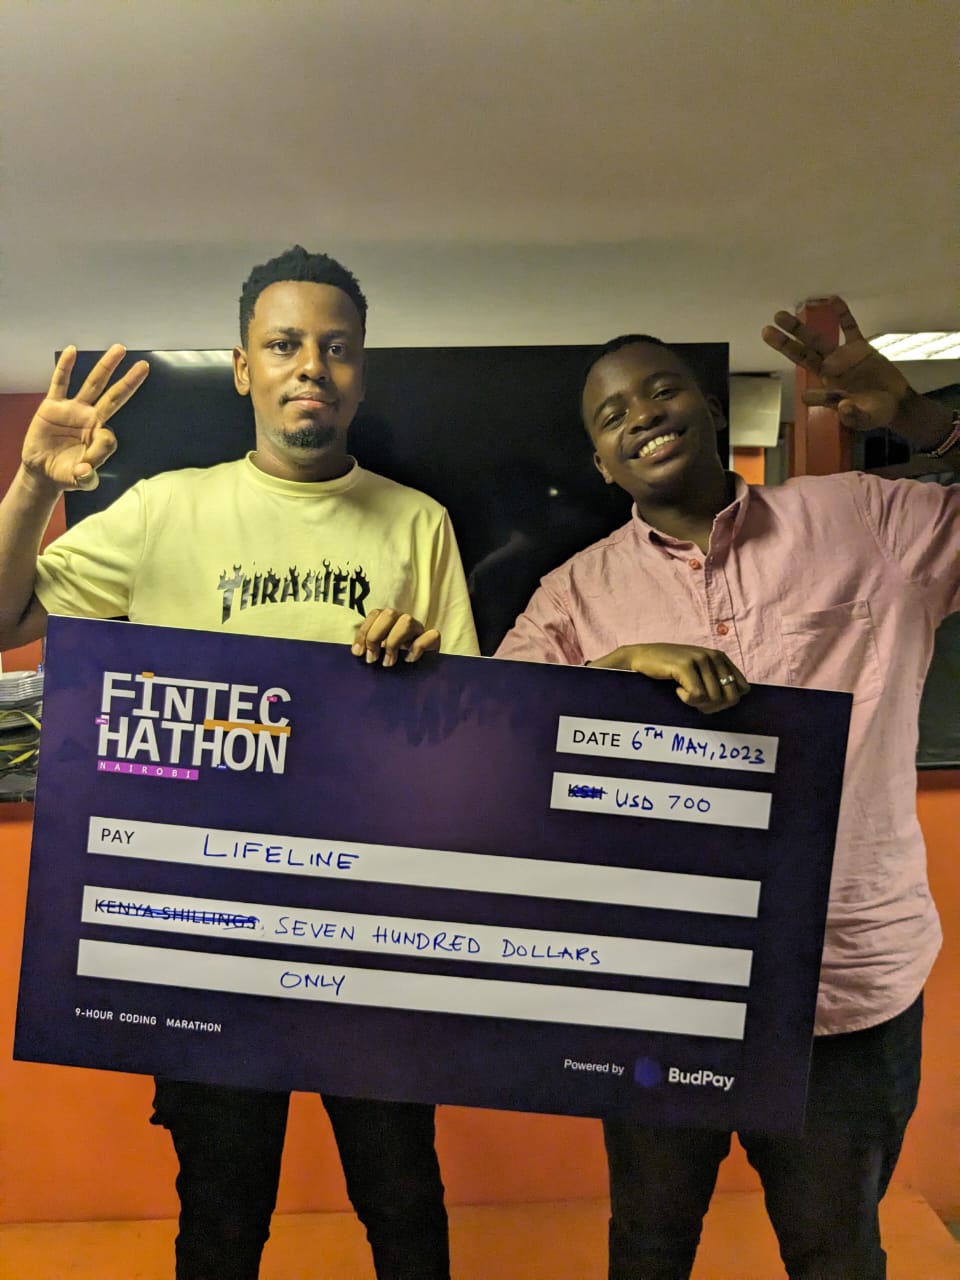 THRASHER
FINTEC
HATHON
NAIROBI
DATE 6TH MAY, 2023
KSH USD 700
PAY LIFELINE
KENYA SHILLINGS, SEVEN HUNDRED DOLLARS
ONLY
9-HOUR CODING MARATHON
Powered by BudPay